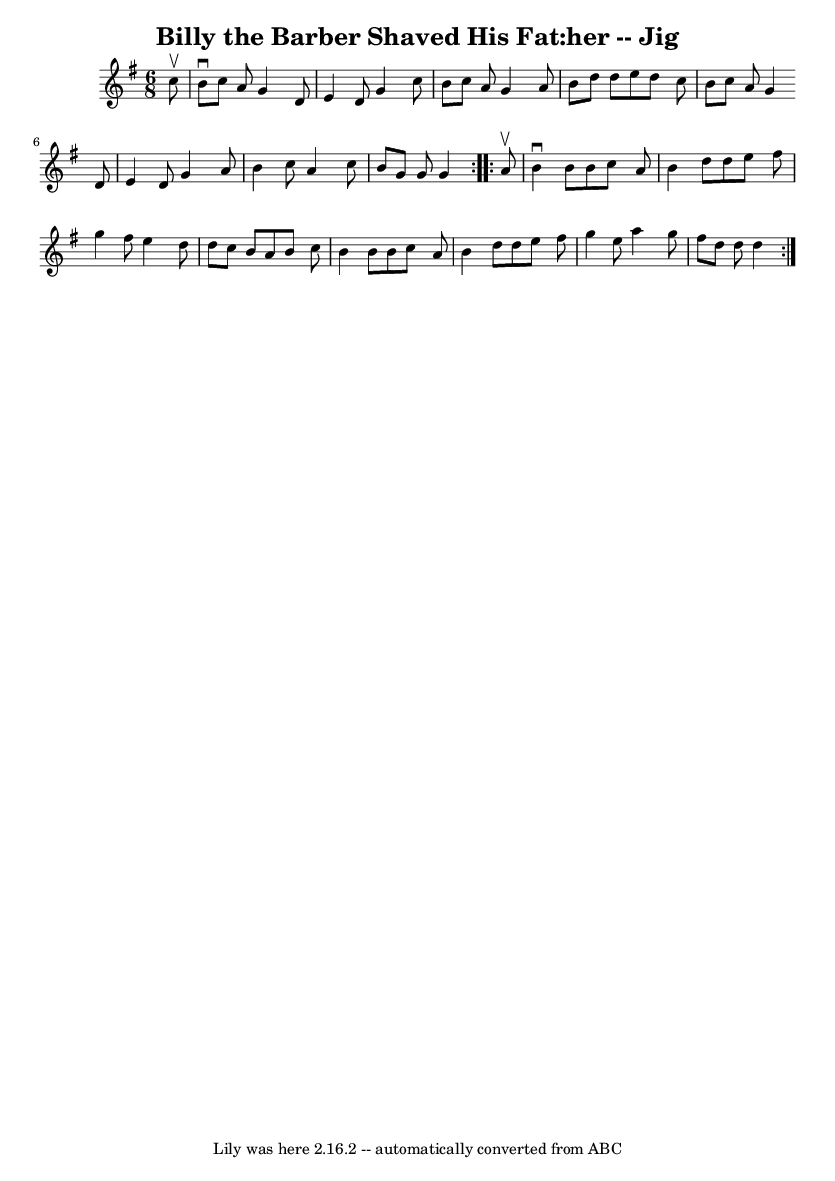 Billy the Barber Shaved His Fat:her -- Jig
6
8
6
Lily was here 2.16.2 -- automatically converted from ABC